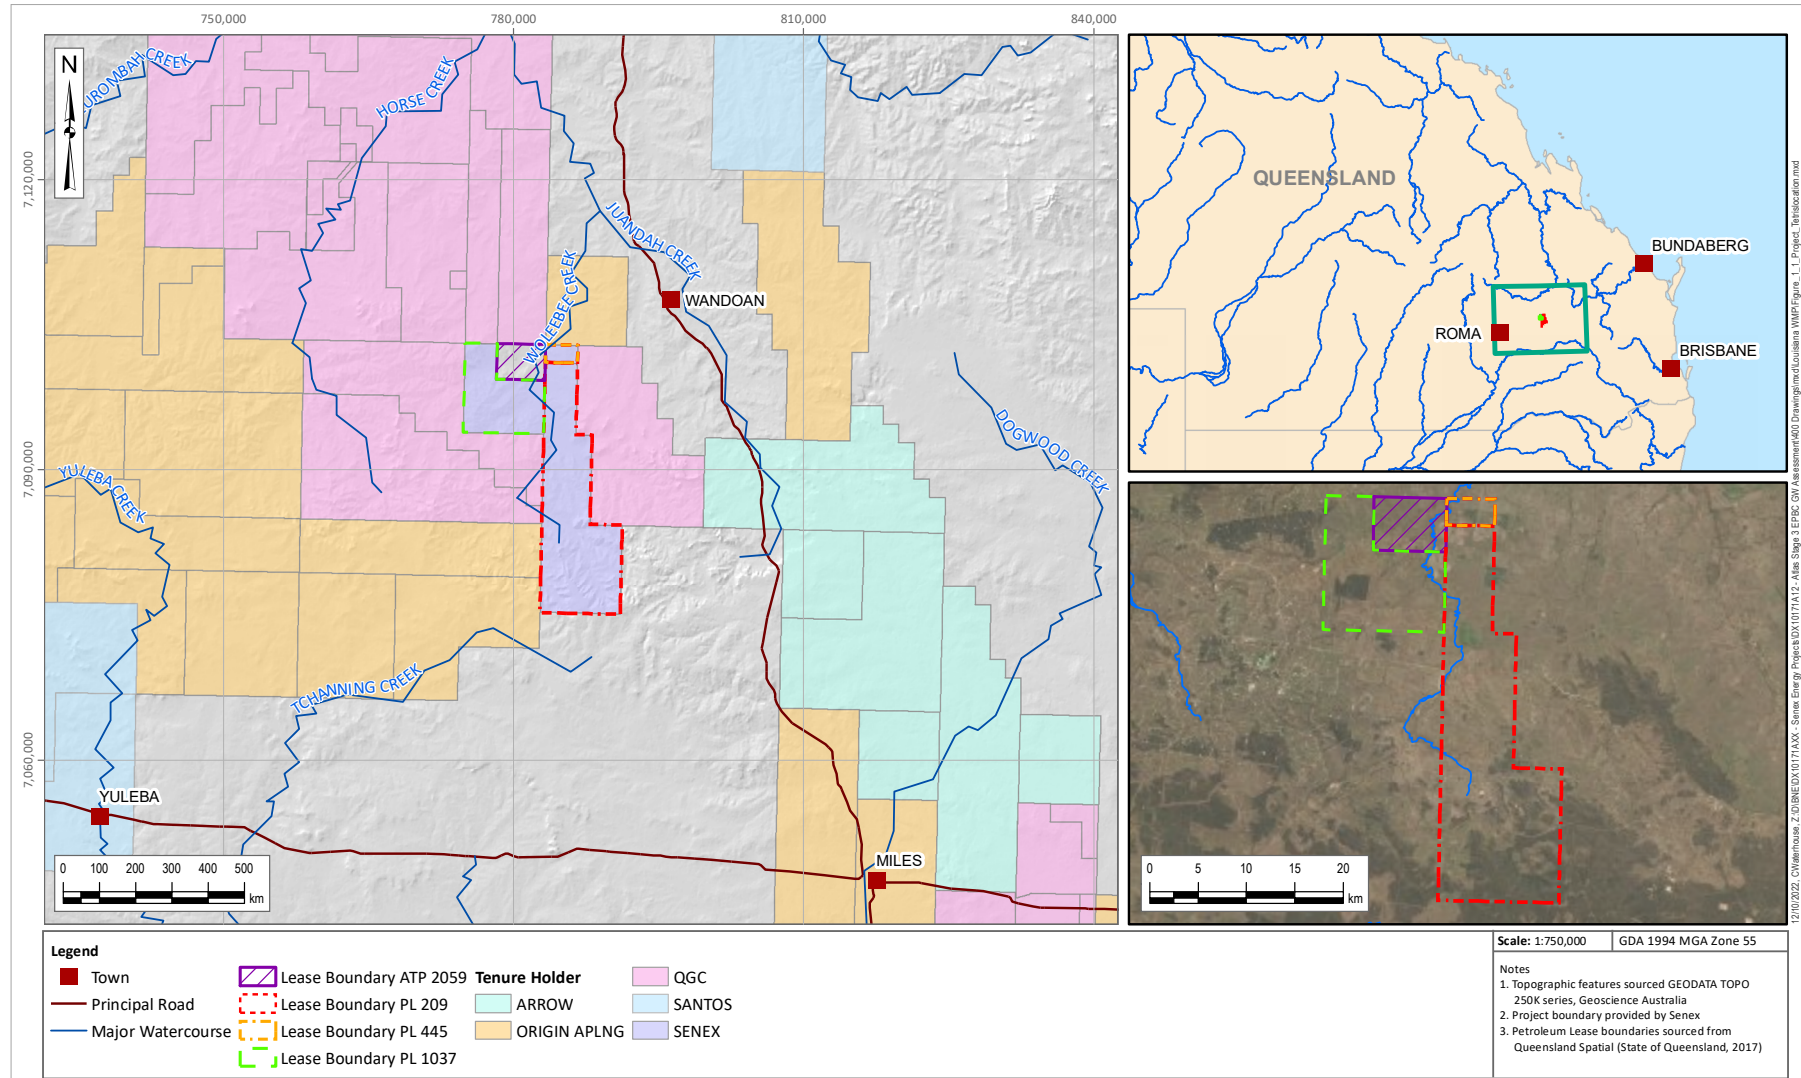 750,000
780,000
810,000
840,000
7,120,000
7,090,000
7,060,000
N
UROMBAH CREEK
HORSE CREEK
JUANDAH CREEK
WOLEEBEE CREEK
WANDOAN
DOGWOOD CREEK
YULEBA CREEK
TCHANNING CREEK
YULEBA
MILES
0 100 200 300 400 500
km
QUEENSLAND
BUNDABERG
ROMA
BRISBANE
0 5 10 15 20
km
Legend
Town
Principal Road
Major Watercourse
Lease Boundary ATP 2059
Lease Boundary PL 209
Lease Boundary PL 445
Lease Boundary PL 1037
Tenure Holder
ARROW
ORIGIN APLNG
QGC
SANTOS
SENEX
Scale: 1:750,000
GDA 1994 MGA Zone 55
Notes
1. Topographic features sourced GEODATA TOPO
250K series, Geoscience Australia
2. Project boundary provided by Senex
3. Petroleum Lease boundaries sourced from
Queensland Spatial (State of Queensland, 2017)